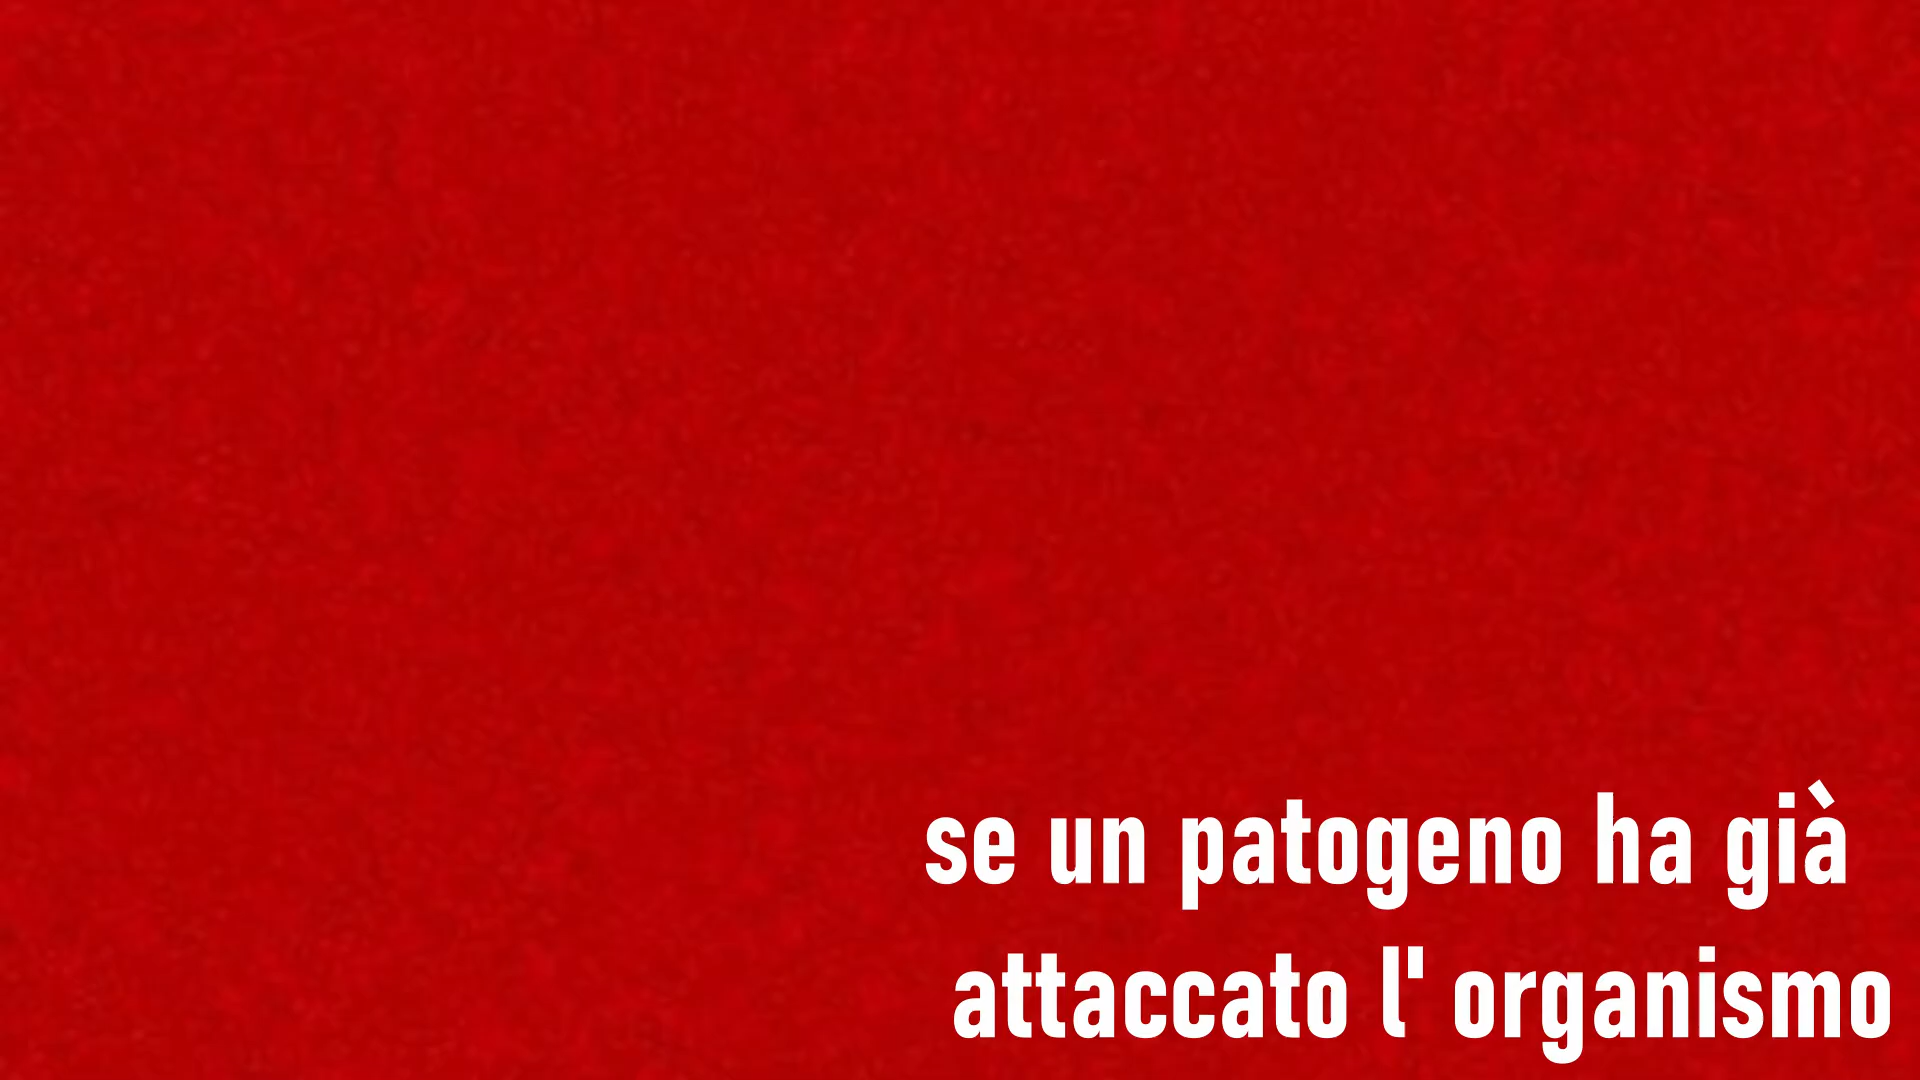 se un patogeno ha già
attaccato l' organismo